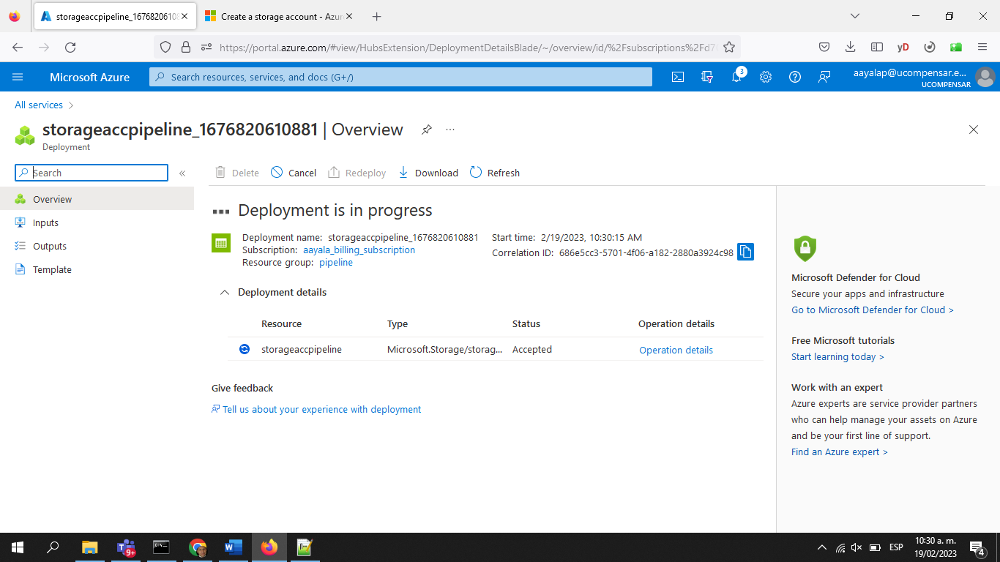 storageaccpipeline_1676820610
Create a storage account - Azur
https://portal.azure.com/#view/HubsExtension/DeploymentDetailsBlade/~/overview/id/%2Fsubscriptions%2Fd7
yD
Microsoft Azure
Search resources, services, and docs (G+/)
3
aayalap@ucompensar.e...
UCOMPENSAR
All services
storageaccpipeline_1676820610881 | Overview
Deployment
Search
Delete
Cancel
Redeploy
Download
Refresh
Overview
Inputs
Outputs
Template
Deployment is in progress
Deployment name: storageaccpipeline_1676820610881
Subscription: aayala_billing_subscription
Resource group: pipeline
Start time: 2/19/2023, 10:30:15 AM
Correlation ID: 686e5cc3-5701-4f06-a182-2880a3924c98
Deployment details
Resource Type Status Operation details
storageaccpipeline Microsoft.Storage/storag... Accepted Operation details
Give feedback
Tell us about your experience with deployment
Microsoft Defender for Cloud
Secure your apps and infrastructure
Go to Microsoft Defender for Cloud >
Free Microsoft tutorials
Start learning today >
Work with an expert
Azure experts are service provider partners
who can help manage your assets on Azure
and be your first line of support.
Find an Azure expert >
9+
ESP
10:30 a. m.
19/02/2023
4